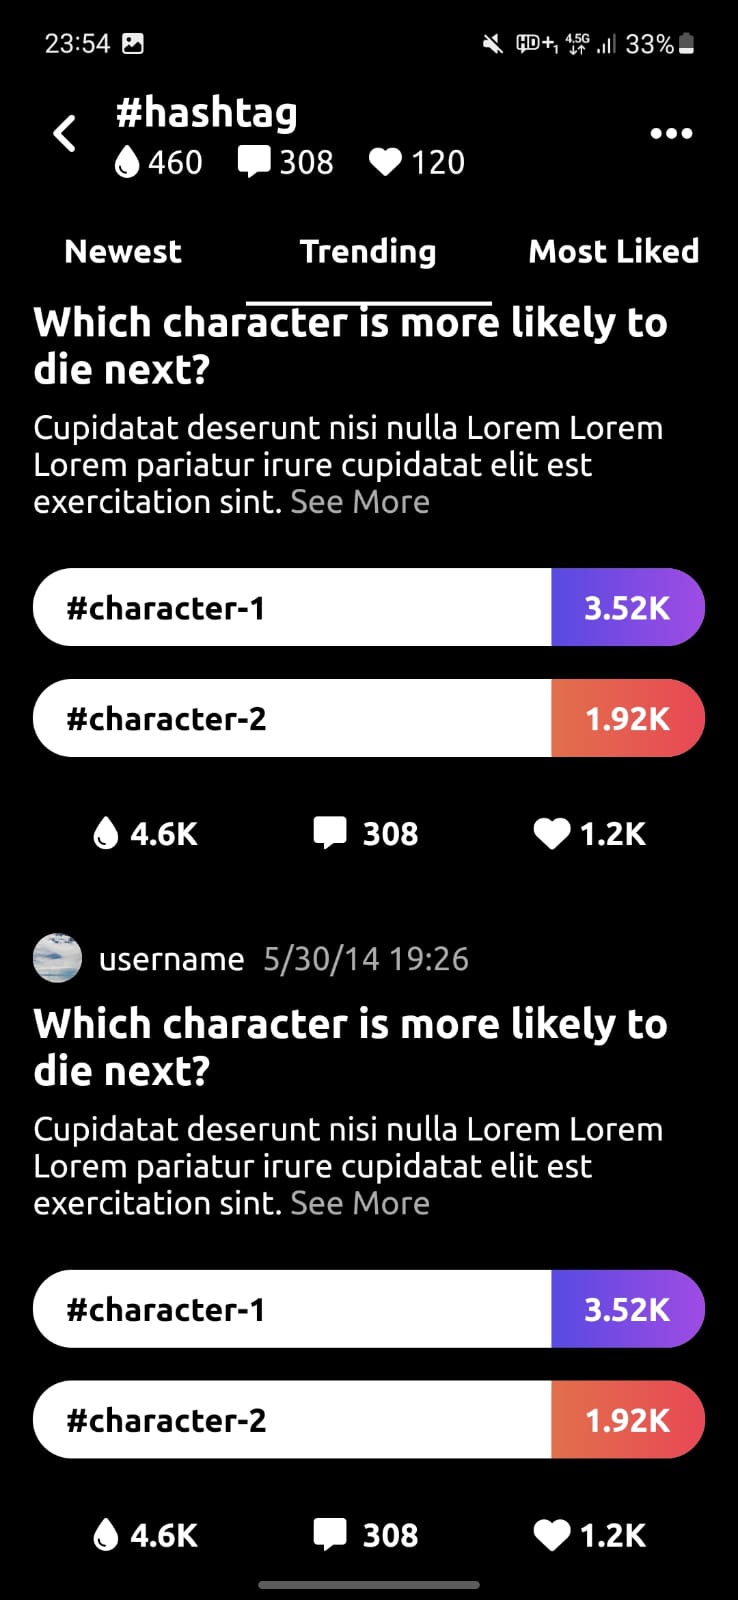 23:54 HD+1 4.5G 33%
#hashtag
460 308 120
Newest Trending Most Liked
Which character is more likely to
die next?
Cupidatat deserunt nisi nulla Lorem Lorem
Lorem pariatur irure cupidatat elit est
exercitation sint. See More
#character-1 3.52K
#character-2 1.92K
4.6K 308 1.2K
username 5/30/14 19:26
Which character is more likely to
die next?
Cupidatat deserunt nisi nulla Lorem Lorem
Lorem pariatur irure cupidatat elit est
exercitation sint. See More
#character-1 3.52K
#character-2 1.92K
4.6K 308 1.2K